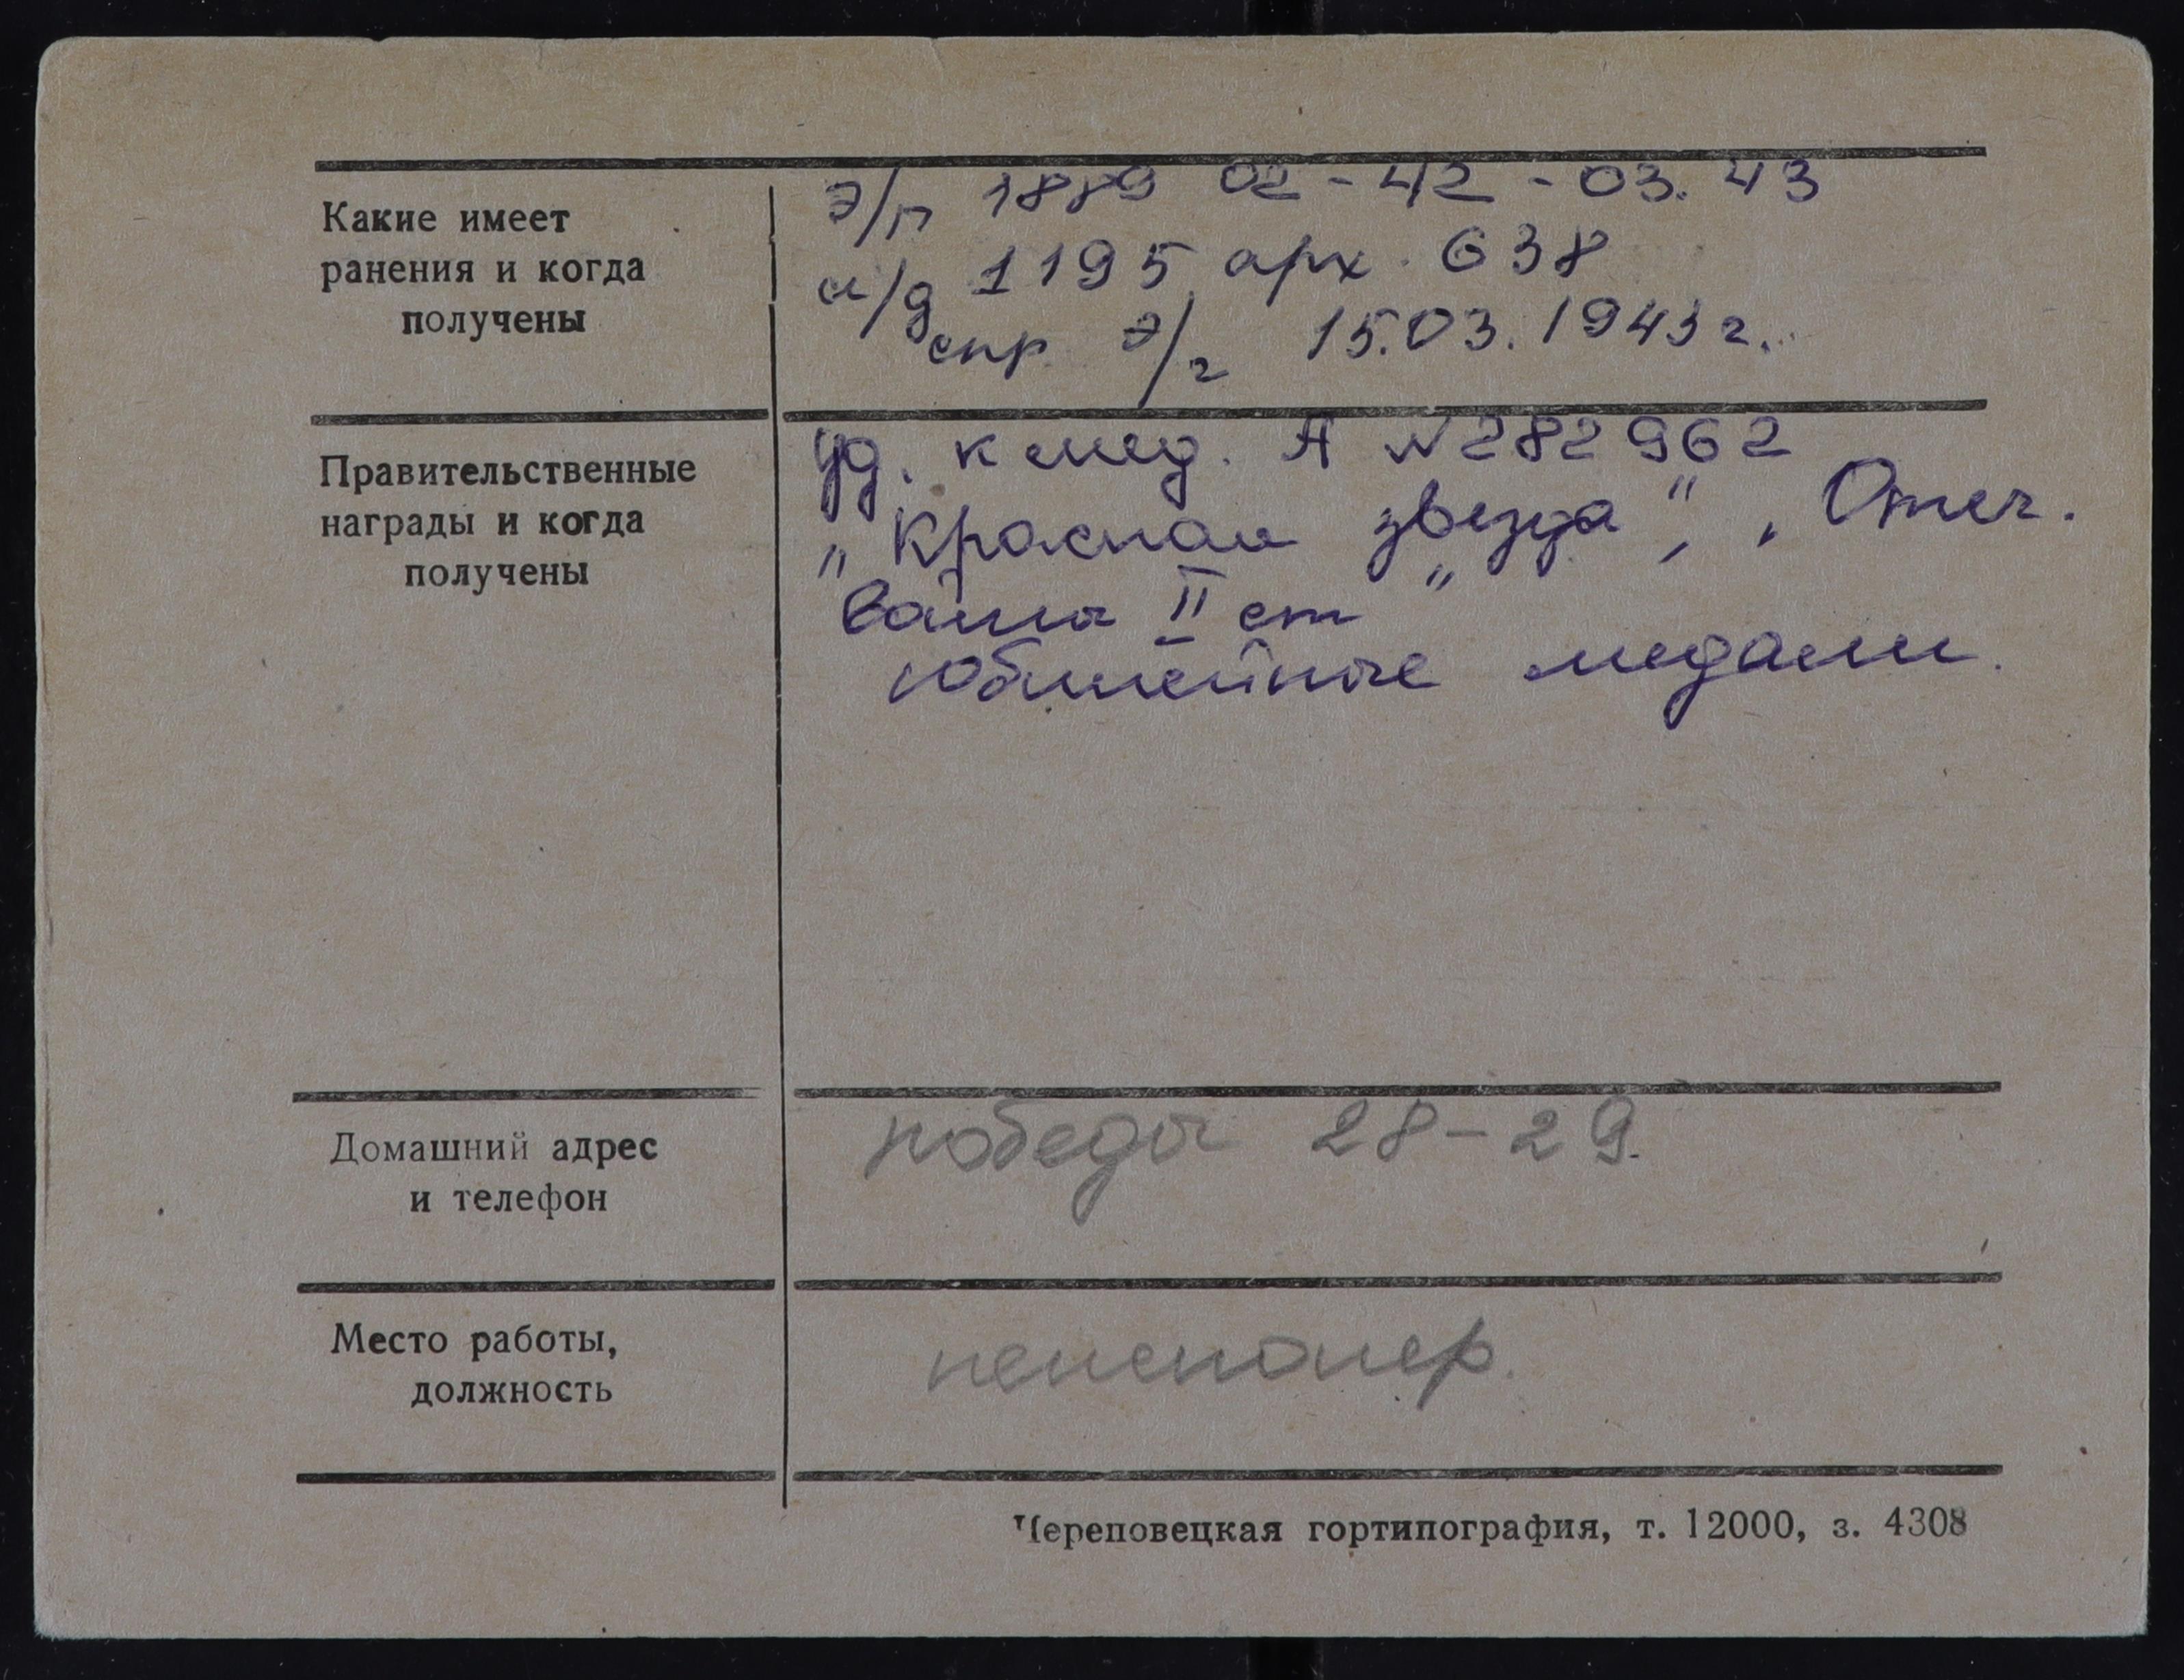 Какие имеет
ранения и когда
получены
э/п 1889 02-42-03.43
и/д 1195 арх. 638
спр э/г 15.03.1943 г.
Правительственные
награды и когда
получены
Уд. к мед. А N282962
„Красная звезда", „Отеч.
война II ст"
юбилейные медали.
Домашний адрес
и телефон
победы 28-29.
Место работы,
должность
пенсионер.
Череповецкая гортипография, т. 12000, з. 4308